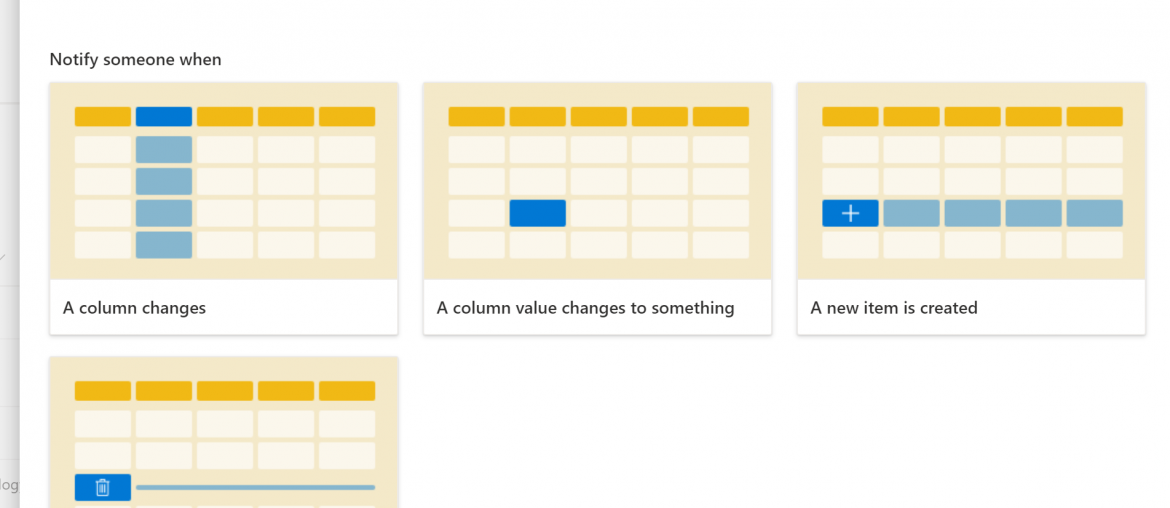 Notify someone when
A column changes
A column value changes to something
A new item is created